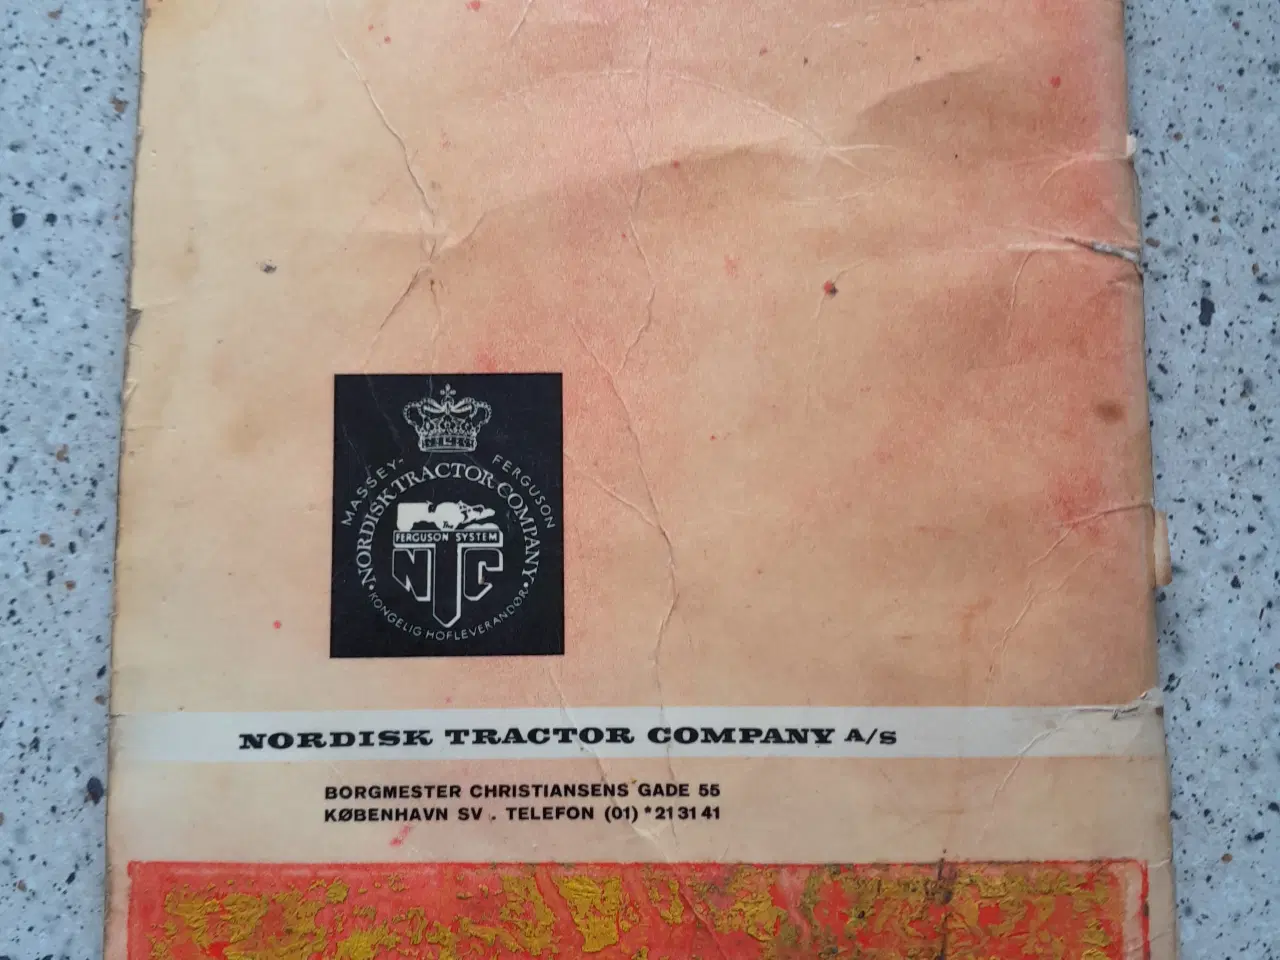 MASSEY-FERGUSON
NORDISK TRACTOR COMPANY
The
FERGUSON SYSTEM
NTC
KONGELIG HOFLEVERANDØR
NORDISK TRACTOR COMPANY A/S
BORGMESTER CHRISTIANSENS GADE 55
KØBENHAVN SV . TELEFON (01) * 21 31 41